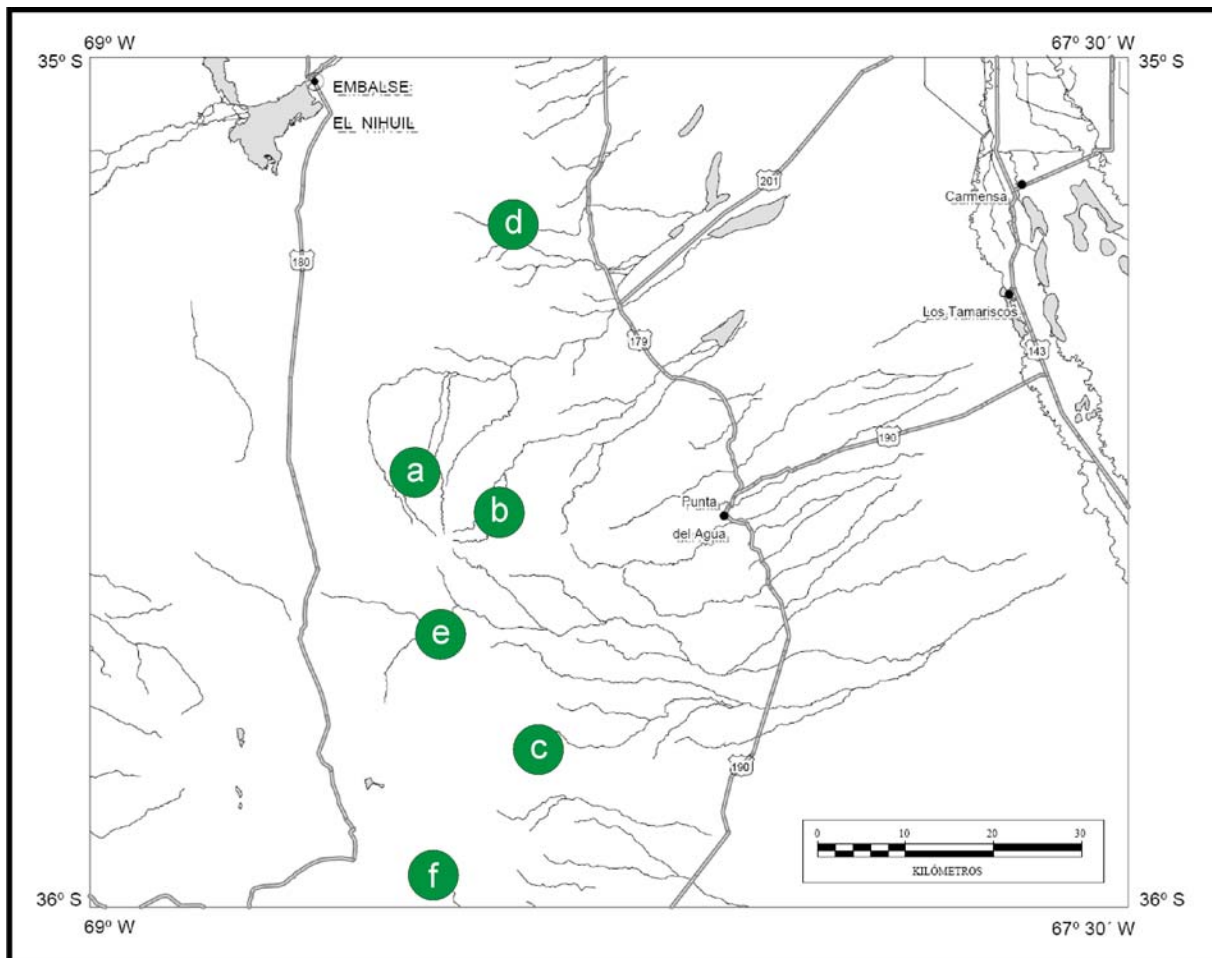 69º W
67º 30´ W
35º S
35º S
EMBALSE
EL NIHUIL
201
Carmensa
d
180
Los Tamariscos
179
143
190
a
b
Punta
del Agua
e
c
190
0 10 20 30
KILÓMETROS
f
36º S
36º S
69º W
67º 30´ W